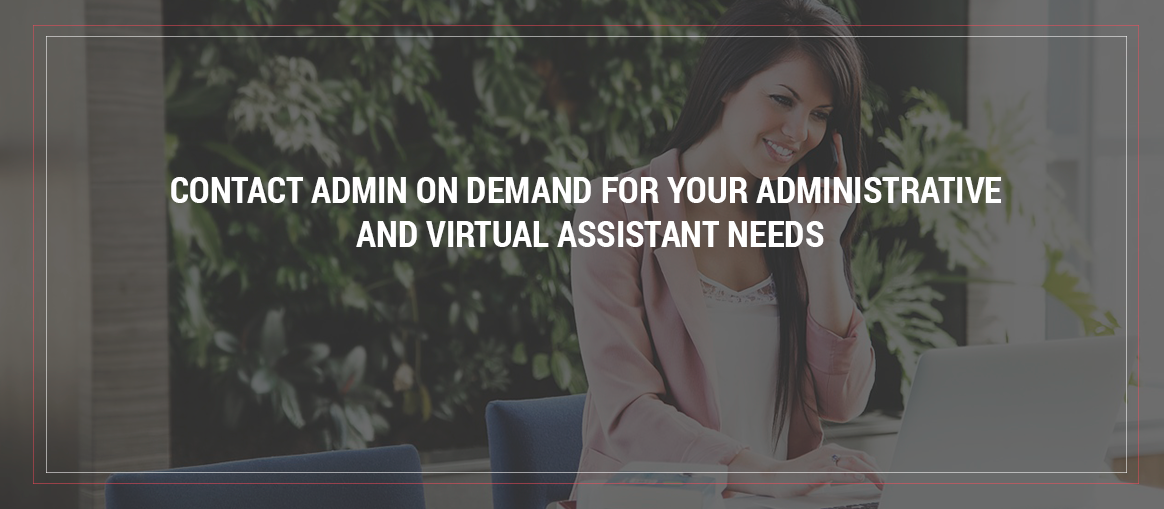 CONTACT ADMIN ON DEMAND FOR YOUR ADMINISTRATIVE
AND VIRTUAL ASSISTANT NEEDS